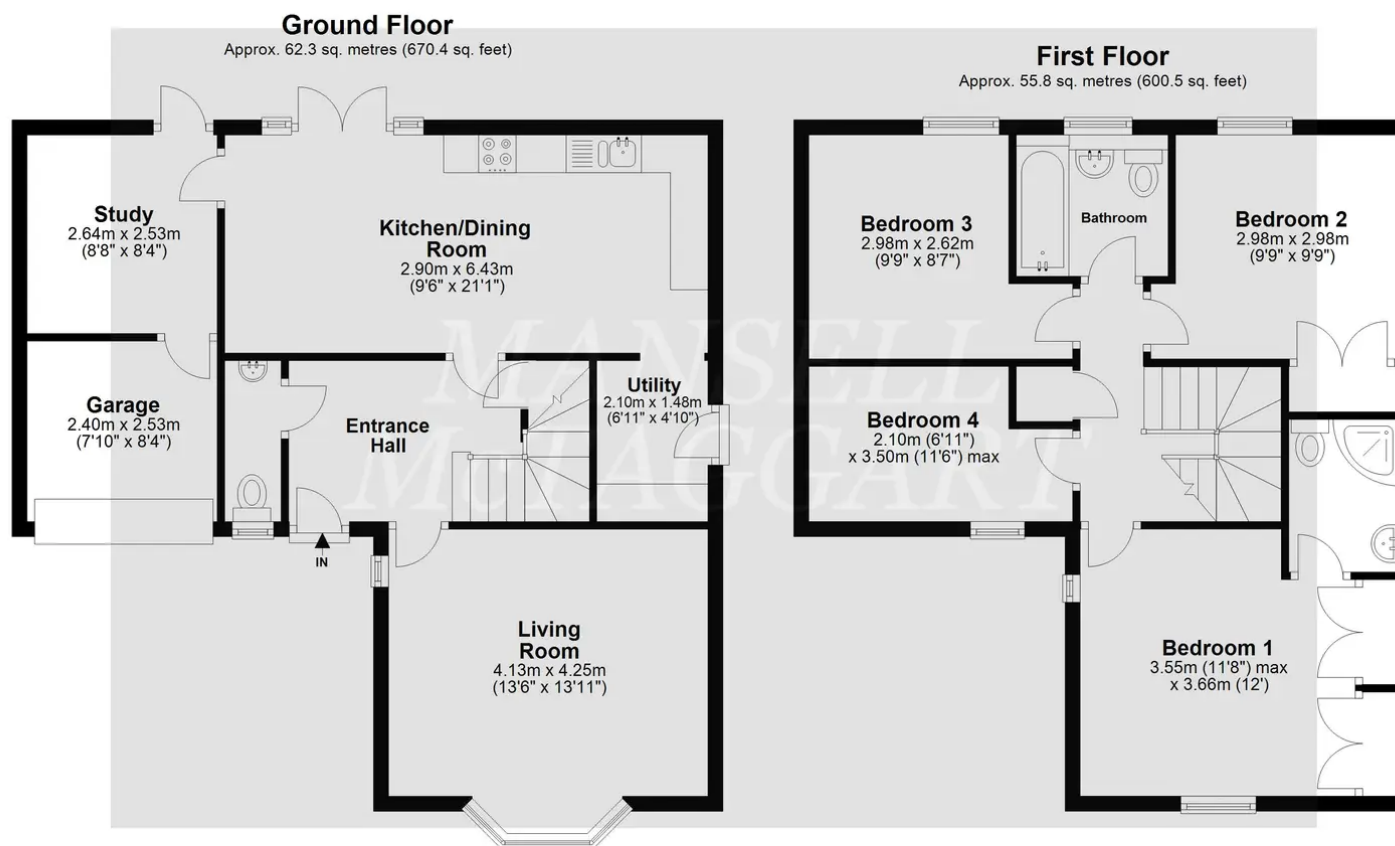 Ground Floor
Approx. 62.3 sq. metres (670.4 sq. feet)
Study
2.64m x 2.53m
(8'8" x 8'4")
Kitchen/Dining
Room
2.90m x 6.43m
(9'6" x 21'1")
Garage
2.40m x 2.53m
(7'10" x 8'4")
Entrance
Hall
Utility
2.10m x 1.48m
(6'11" x 4'10")
IN
Living
Room
4.13m x 4.25m
(13'6" x 13'11")
First Floor
Approx. 55.8 sq. metres (600.5 sq. feet)
Bedroom 3
2.98m x 2.62m
(9'9" x 8'7")
Bathroom
Bedroom 2
2.98m x 2.98m
(9'9" x 9'9")
Bedroom 4
2.10m (6'11")
x 3.50m (11'6") max
Bedroom 1
3.55m (11'8") max
x 3.66m (12')
MANSELL
McTAGGART